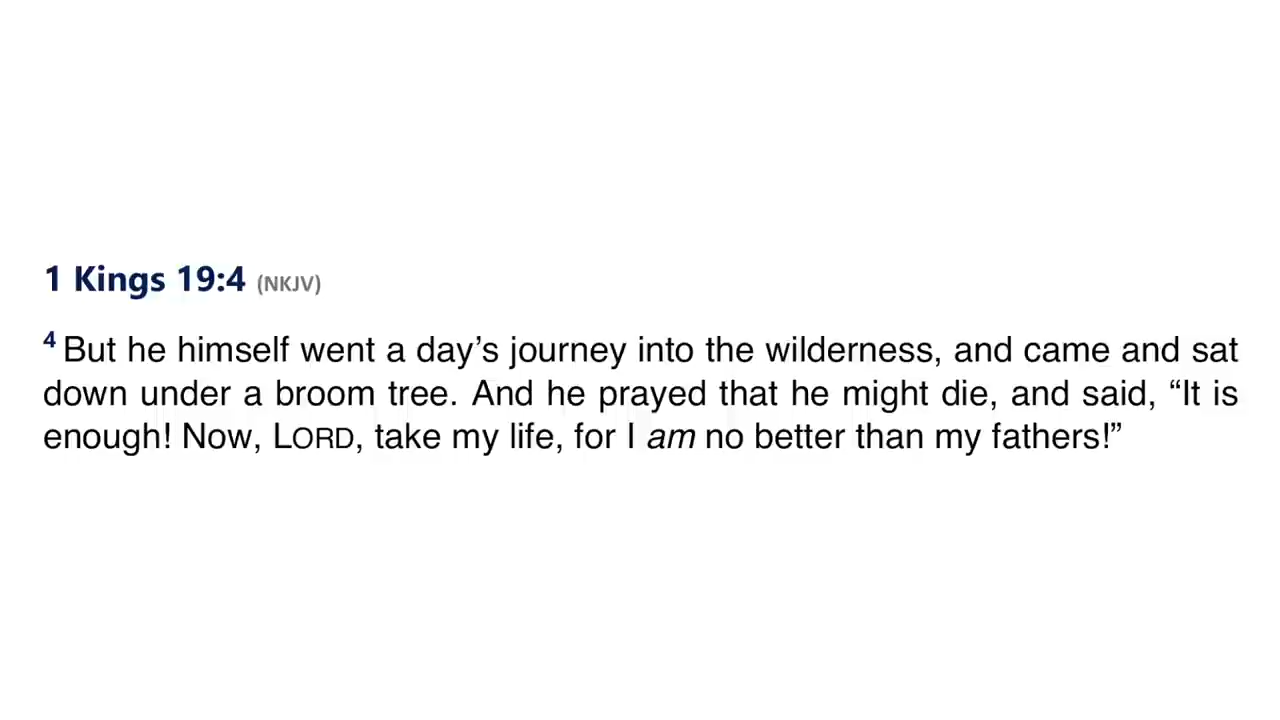 1 Kings 19:4 (NKJV)
4 But he himself went a day’s journey into the wilderness, and came and sat
down under a broom tree. And he prayed that he might die, and said, “It is
enough! Now, LORD, take my life, for I am no better than my fathers!”